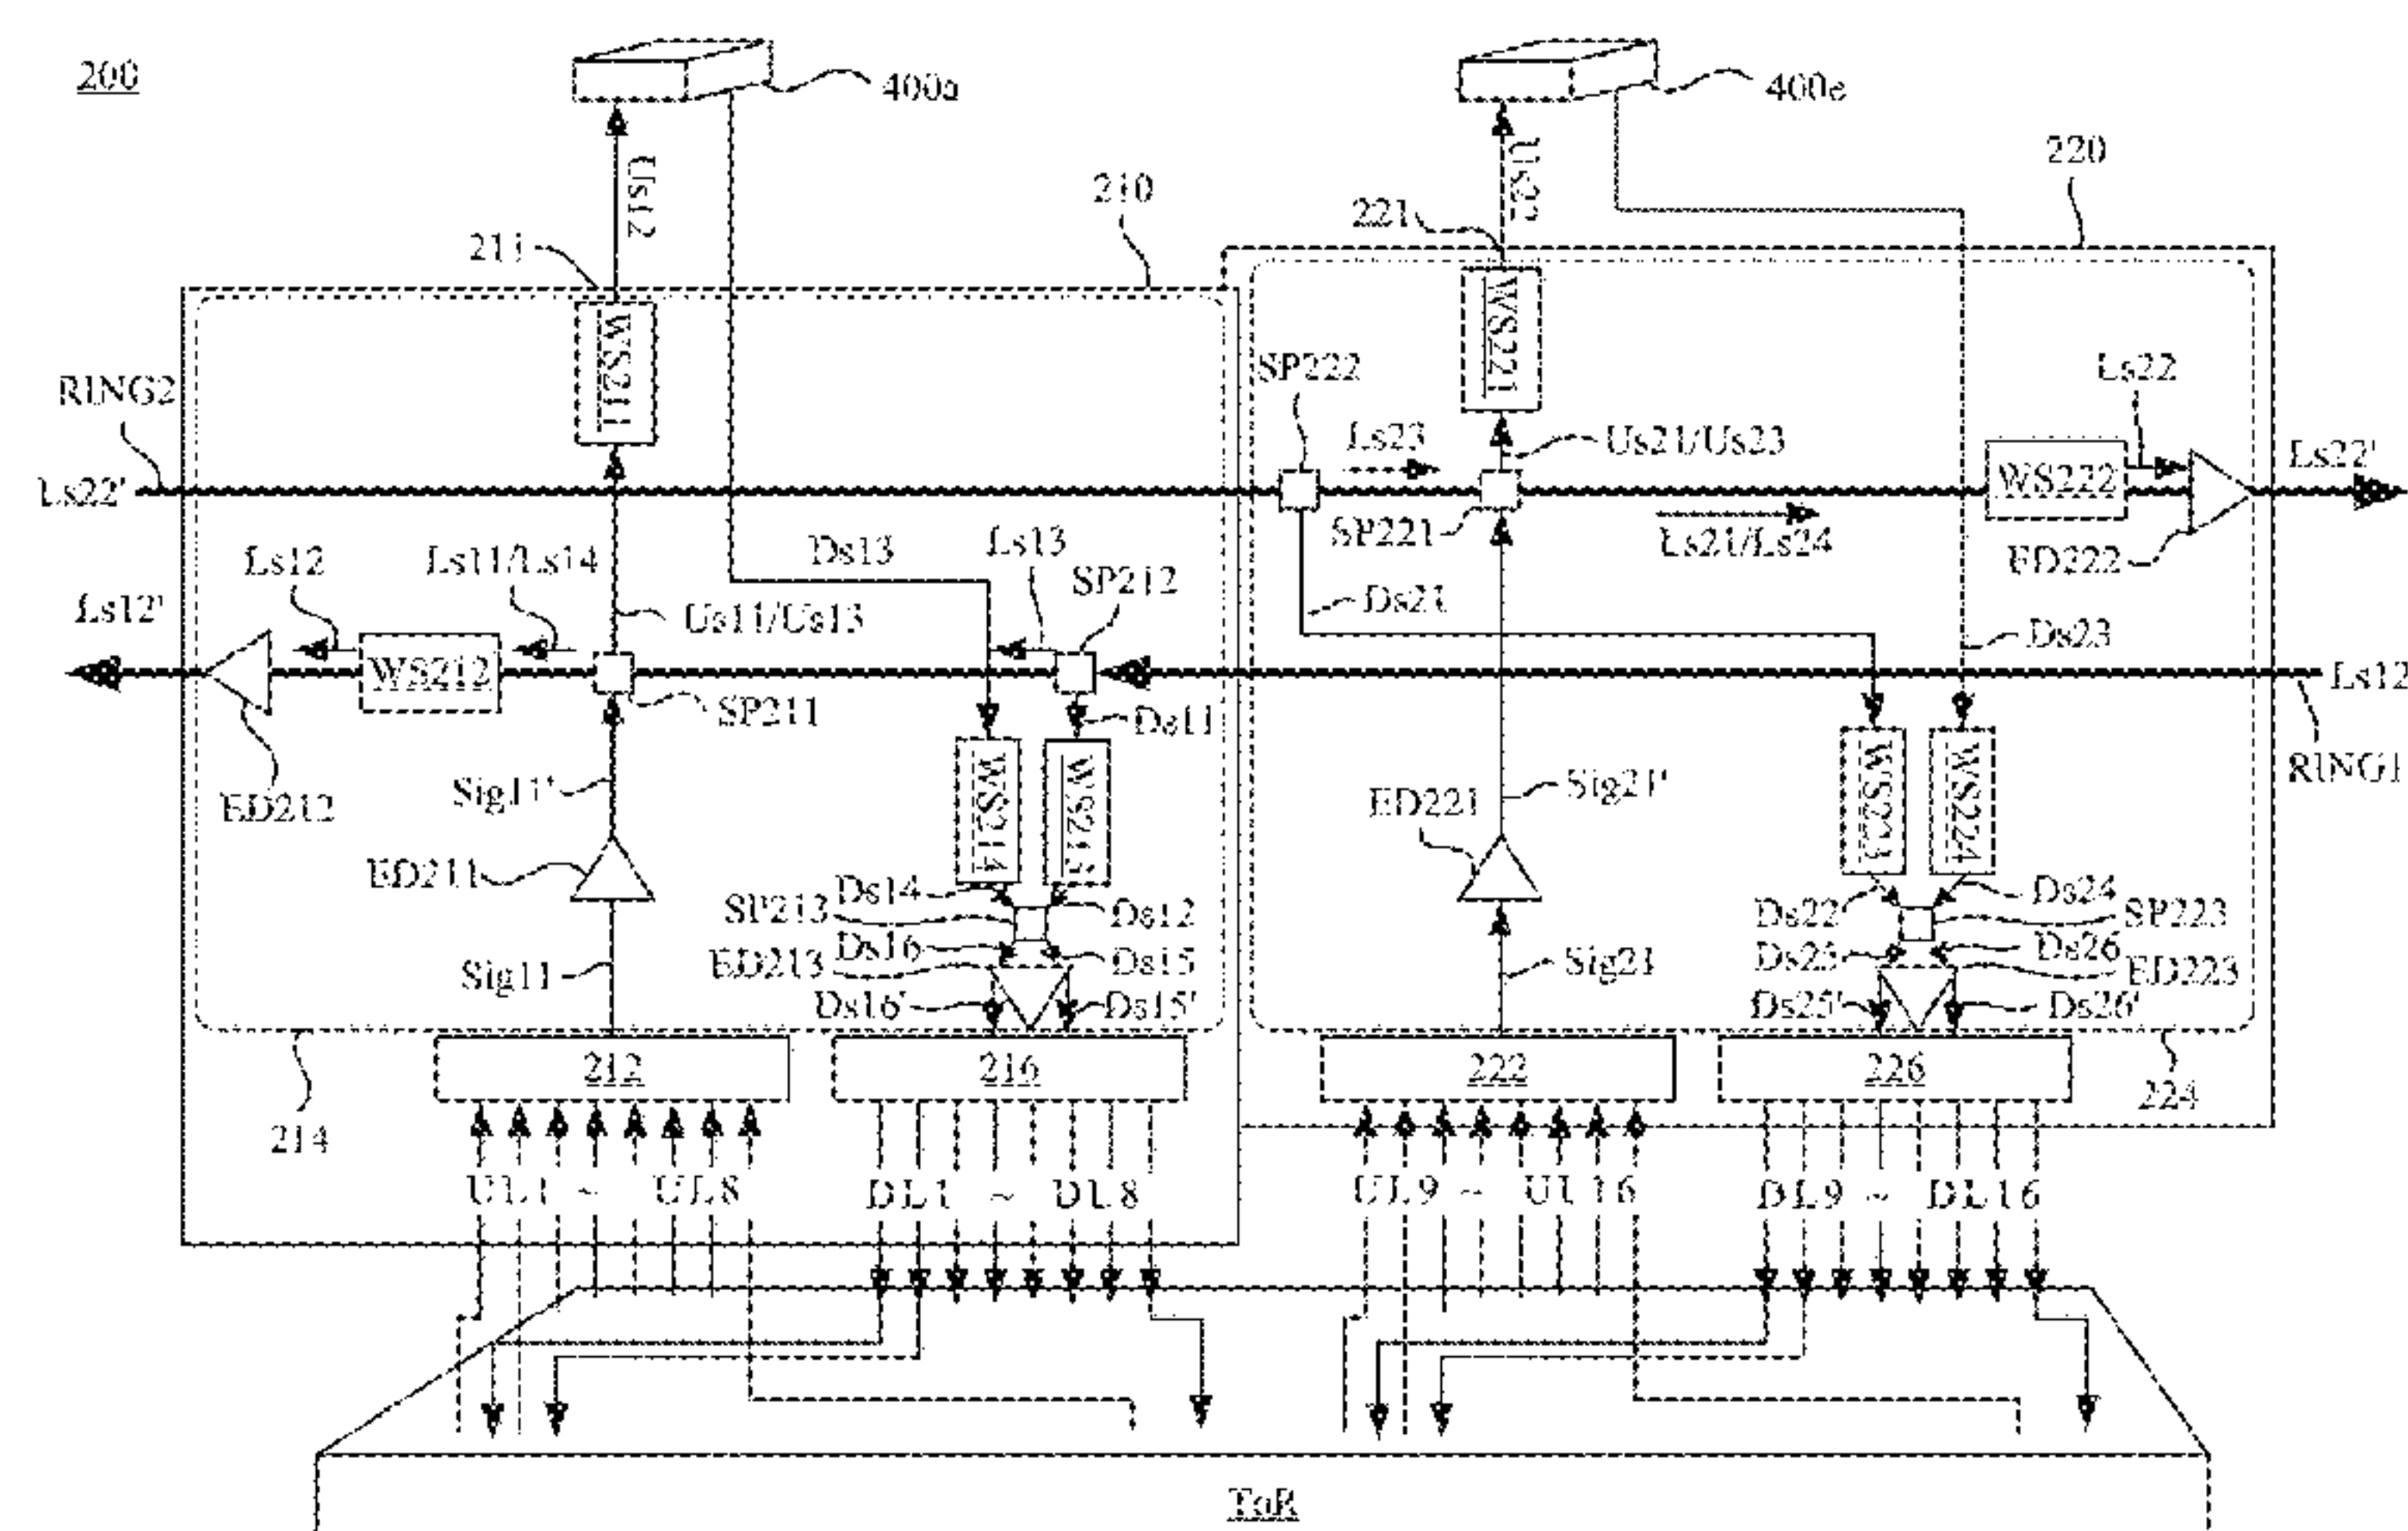 200
400a
400e
Us12
Us22
210
220
211
221
WS211
WS221
SP222
Ls22
RING2
Ls23
Us21/Us23
Ls22'
WS222
Ls22'
SP221
Ls21/Ls24
ED222
Ds13
Ls13
SP212
Ls12
Ls11/Ls14
Ds21
Ls12'
Us11/Us13
Ds23
WS212
SP211
Ds11
Ls12
RING1
ED212
Sig11'
WS214
WS213
ED221
Sig21'
WS223
WS224
ED211
Ds14
Ds12
SP213
Ds22
Ds24
SP223
Ds16
Ds15
ED213
Ds25
Ds26
ED223
Sig11
Sig21
Ds16'
Ds15'
Ds25'
Ds26'
212
216
222
226
214
224
UL1 ~ UL8
DL1 ~ DL8
UL9 ~ UL16
DL9 ~ DL16
ToR